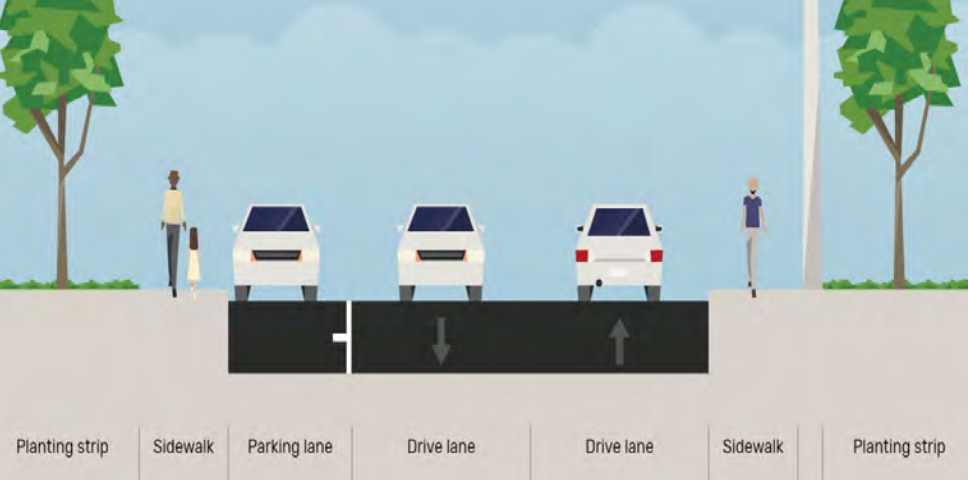 Planting strip
Sidewalk
Parking lane
Drive lane
Drive lane
Sidewalk
Planting strip